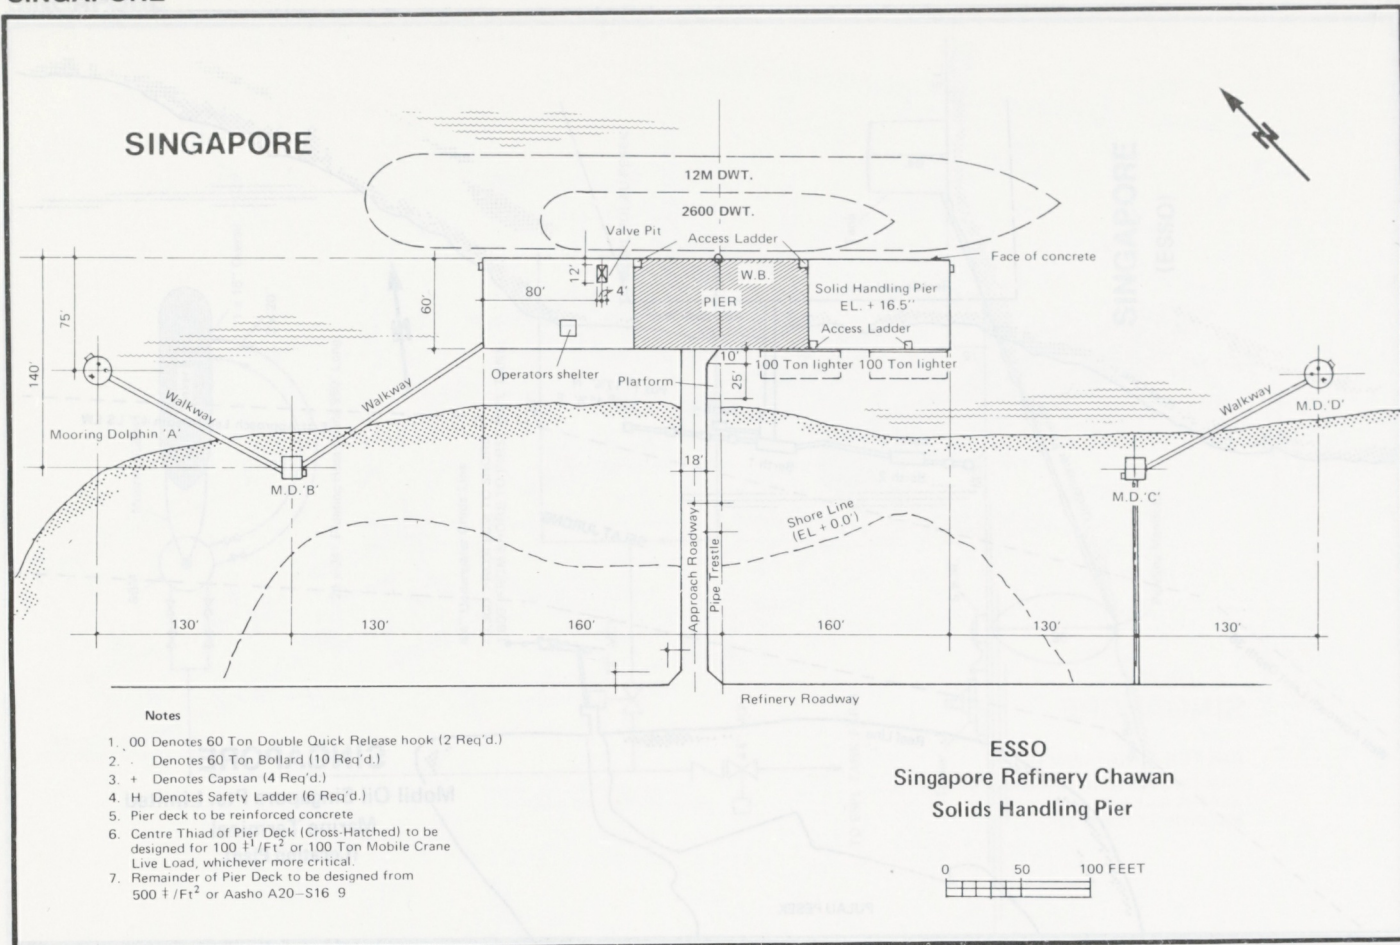 SINGAPORE
N
SINGAPORE
12M DWT.
2600 DWT.
Valve Pit
Access Ladder
Face of concrete
W.B.
12'
80'
4'
PIER
Solid Handling Pier
EL. + 16.5''
60'
75'
140'
Access Ladder
10'
100 Ton lighter
100 Ton lighter
Operators shelter
Platform
25'
Walkway
Walkway
Walkway
Mooring Dolphin 'A'
M.D.'D'
18'
M.D.'B'
M.D.'C'
Shore Line
(EL + 0.0')
Approach Roadway
Pipe Trestle
130'
130'
160'
160'
130'
130'
Refinery Roadway
Notes
1. 00 Denotes 60 Ton Double Quick Release hook (2 Req'd.)
2. . Denotes 60 Ton Bollard (10 Req'd.)
3. + Denotes Capstan (4 Req'd.)
4. H Denotes Safety Ladder (6 Req'd.)
5. Pier deck to be reinforced concrete
6. Centre Thiad of Pier Deck (Cross-Hatched) to be
designed for 100 ‡¹/Ft² or 100 Ton Mobile Crane
Live Load, whichever more critical.
7. Remainder of Pier Deck to be designed from
500 ‡ /Ft² or Aasho A20–S16 9
ESSO
Singapore Refinery Chawan
Solids Handling Pier
0 50 100 FEET